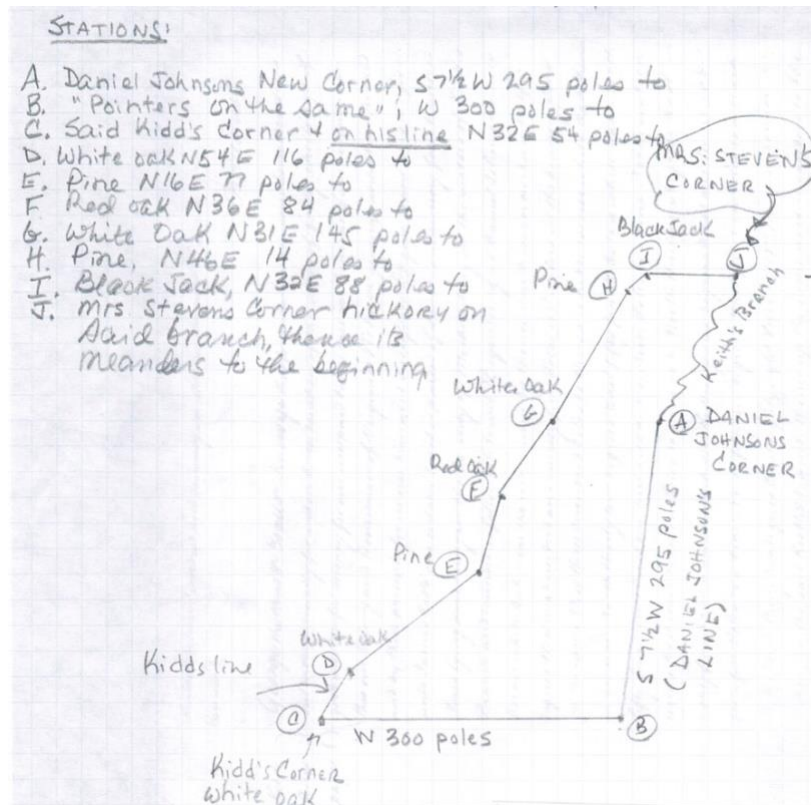 STATIONS:
A. Daniel Johnsons New Corner, S 7½ W 295 poles to
B. "Pointers on the same", W 300 poles to
C. Said Kidd's Corner & on his line N32E 54 poles to
D. White oak N54E 116 poles to
E. Pine N16E 77 poles to
F Red oak N36E 84 poles to
G. White Oak N31E 145 poles to
H. Pine, N46E 14 poles to
I. Black Jack, N32E 88 poles to
J. Mrs Stevens Corner hickory on
said branch, thence its
meanders to the beginning
MRS. STEVENS
CORNER
Black Jack
I
J
Pine H
Keith's Branch
White Oak
G
A DANIEL
JOHNSONS
CORNER
Red Oak
F
S 7½ W 295 poles
(DANIEL JOHNSON'S
LINE)
Pine E
White Oak
Kidds line
D
C
B
W 300 poles
Kidd's Corner
White oak